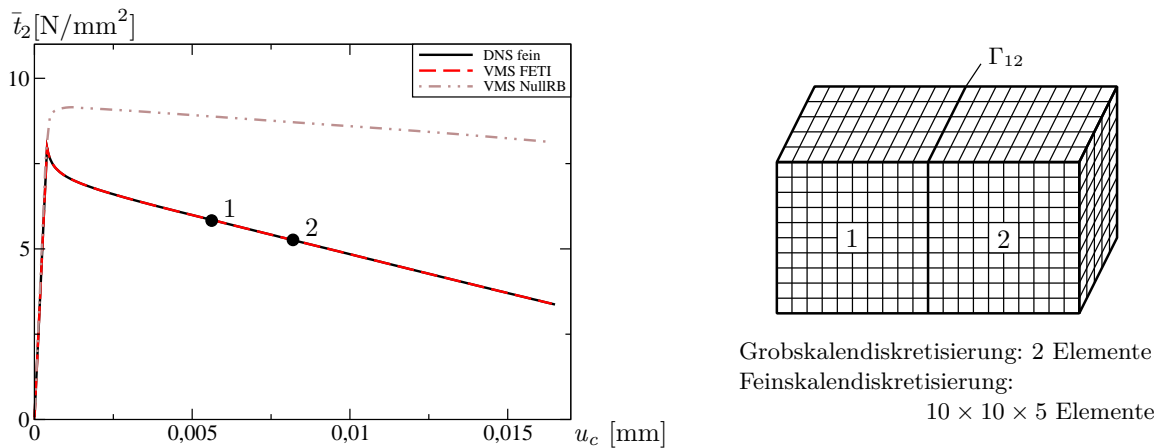 t̄₂[N/mm²]
10
5
0
DNS fein
VMS FETI
VMS NullRB
1
2
0
0,005
0,01
0,015
u_c [mm]
Γ₁₂
1
2
Grobskalendiskretisierung: 2 Elemente
Feinskalendiskretisierung:
10 × 10 × 5 Elemente